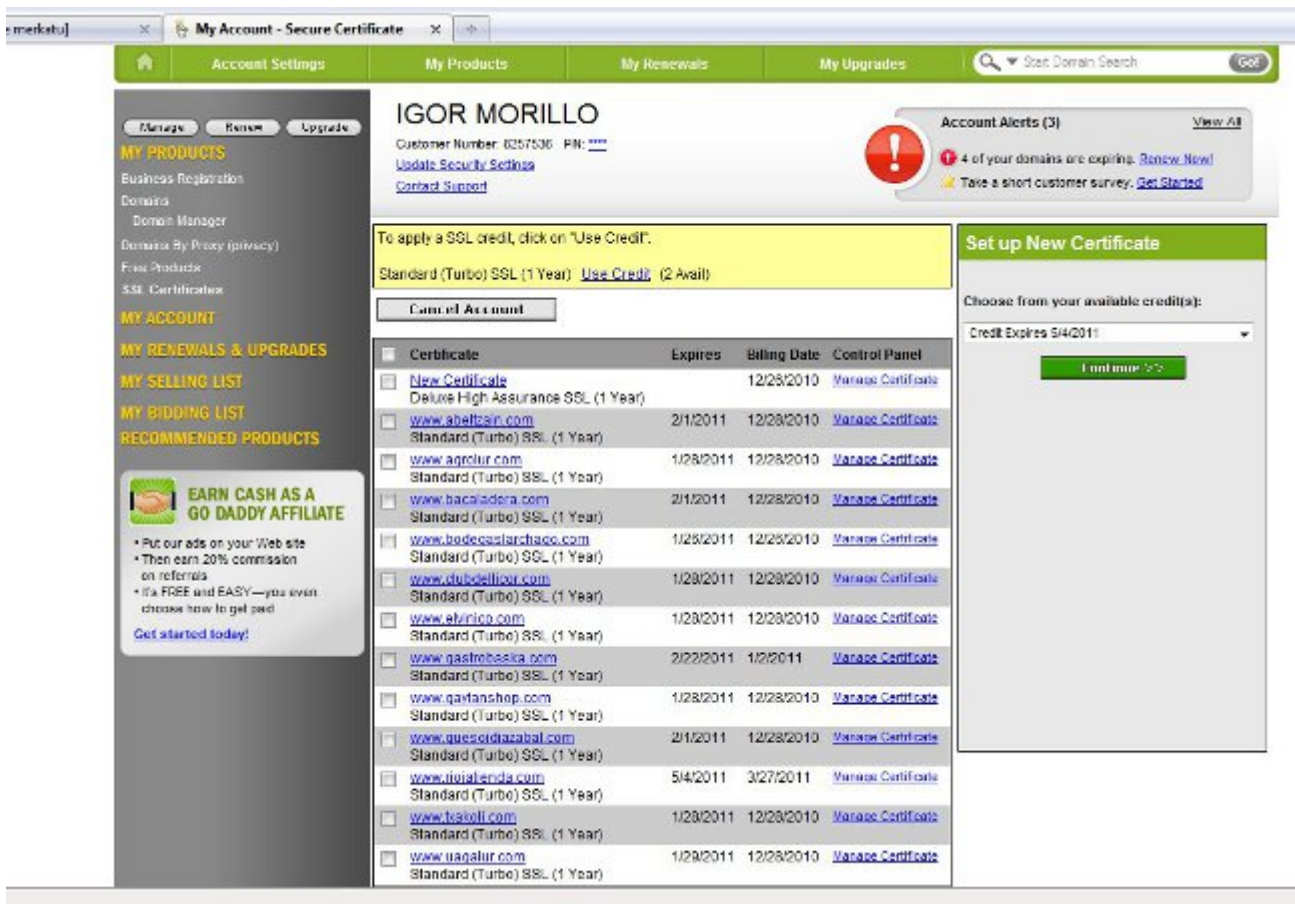 e merkatu]
My Account - Secure Certificate
Account Settings
My Products
My Renewals
My Upgrades
Start Domain Search
Go!
Manage
Renew
Upgrade
MY PRODUCTS
Business Registration
Domains
Domain Manager
Domains By Proxy (privacy)
Free Products
SSL Certificates
MY ACCOUNT
MY RENEWALS & UPGRADES
MY SELLING LIST
MY BIDDING LIST
RECOMMENDED PRODUCTS
EARN CASH AS A
GO DADDY AFFILIATE
• Put our ads on your Web site
• Then earn 20% commission
on referrals
• It's FREE and EASY—you even
choose how to get paid
Get started today!
IGOR MORILLO
Customer Number: 6257536 PIN: ****
Update Security Settings
Contact Support
Account Alerts (3) View All
4 of your domains are expiring. Renew Now!
Take a short customer survey. Get Started!
To apply a SSL credit, click on "Use Credit".
Standard (Turbo) SSL (1 Year) Use Credit (2 Avail)
Cancel Account
Certificate Expires Billing Date Control Panel
New Certificate 12/26/2010 Manage Certificate
Deluxe High Assurance SSL (1 Year)
www.abeltzain.com 2/1/2011 12/28/2010 Manage Certificate
Standard (Turbo) SSL (1 Year)
www.agrolur.com 1/28/2011 12/28/2010 Manage Certificate
Standard (Turbo) SSL (1 Year)
www.bacaladera.com 2/1/2011 12/28/2010 Manage Certificate
Standard (Turbo) SSL (1 Year)
www.bodegaslarchago.com 1/26/2011 12/26/2010 Manage Certificate
Standard (Turbo) SSL (1 Year)
www.clubdellicor.com 1/28/2011 12/28/2010 Manage Certificate
Standard (Turbo) SSL (1 Year)
www.elvinico.com 1/28/2011 12/28/2010 Manage Certificate
Standard (Turbo) SSL (1 Year)
www.gastrobaska.com 2/22/2011 1/2/2011 Manage Certificate
Standard (Turbo) SSL (1 Year)
www.gaytanshop.com 1/28/2011 12/28/2010 Manage Certificate
Standard (Turbo) SSL (1 Year)
www.quesoidiazabal.com 2/1/2011 12/28/2010 Manage Certificate
Standard (Turbo) SSL (1 Year)
www.riojatienda.com 5/4/2011 3/27/2011 Manage Certificate
Standard (Turbo) SSL (1 Year)
www.txakoli.com 1/28/2011 12/28/2010 Manage Certificate
Standard (Turbo) SSL (1 Year)
www.uagalur.com 1/29/2011 12/28/2010 Manage Certificate
Standard (Turbo) SSL (1 Year)
Set up New Certificate
Choose from your available credit(s):
Credit Expires 5/4/2011
Continue >>